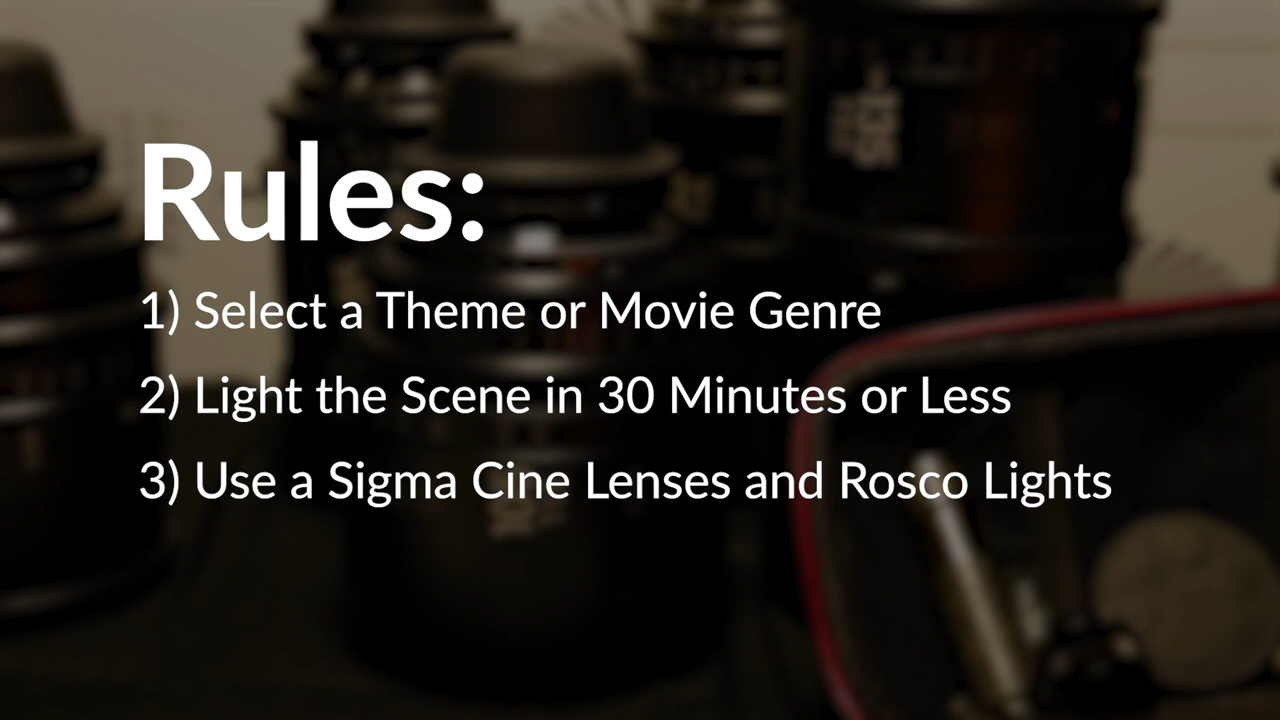 Rules:
1) Select a Theme or Movie Genre
2) Light the Scene in 30 Minutes or Less
3) Use a Sigma Cine Lenses and Rosco Lights